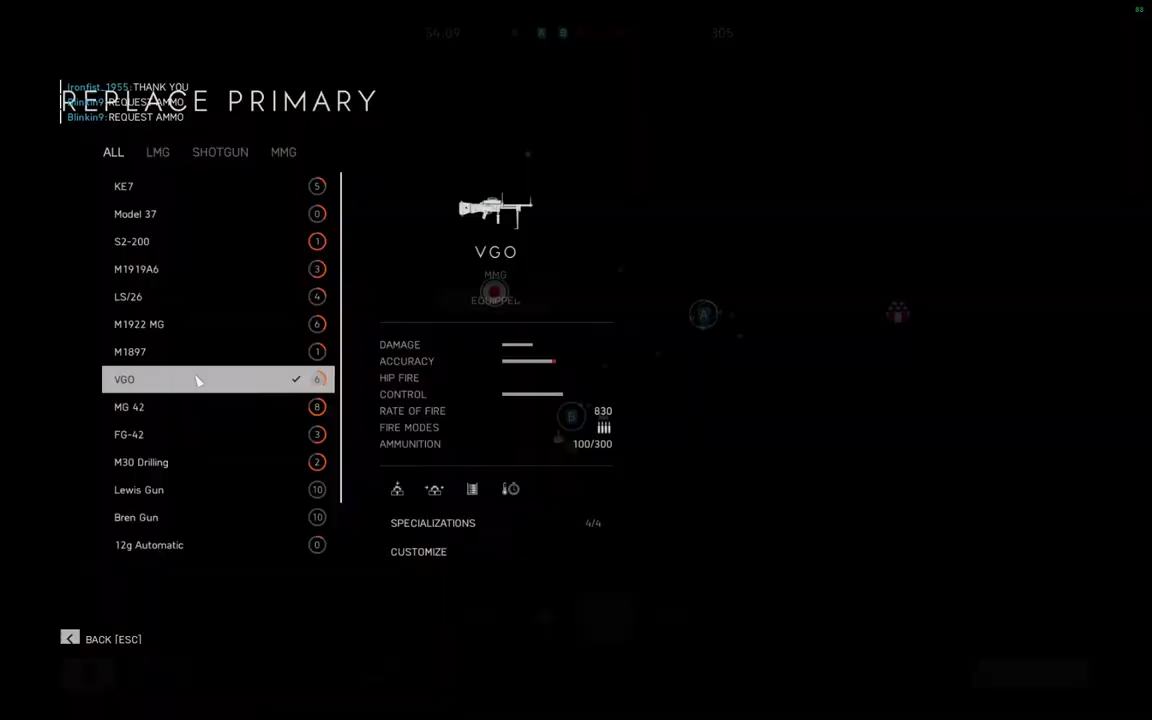 88
54:09
A B
305
Ironfist_1955:THANK YOU
REPLACE PRIMARY
Blinkin9:REQUEST AMMO
Blinkin9:REQUEST AMMO
ALL LMG SHOTGUN MMG
KE7 5
Model 37 0
S2-200 1
M1919A6 3
LS/26 4
M1922 MG 6
M1897 1
VGO 6
MG 42 8
FG-42 3
M30 Drilling 2
Lewis Gun 10
Bren Gun 10
12g Automatic 0
VGO
MMG
EQUIPPED
A
DAMAGE
ACCURACY
HIP FIRE
CONTROL
RATE OF FIRE 830
B
FIRE MODES
AMMUNITION 100/300
SPECIALIZATIONS 4/4
CUSTOMIZE
BACK [ESC]